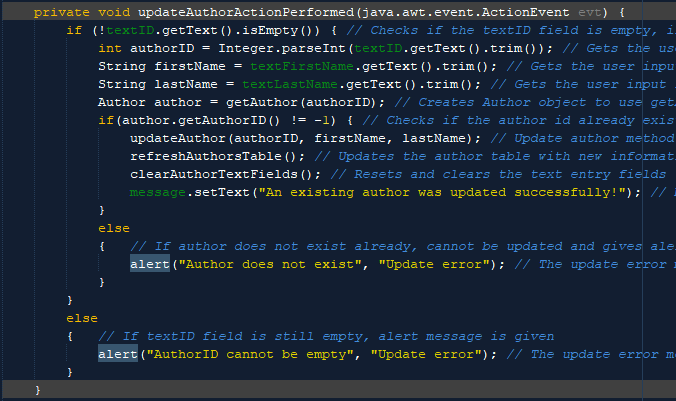 private void updateAuthorActionPerformed(java.awt.event.ActionEvent evt) {
if (!textID.getText().isEmpty()) { // Checks if the textID field is empty, i
int authorID = Integer.parseInt(textID.getText().trim()); // Gets the use
String firstName = textFirstName.getText().trim(); // Gets the user input
String lastName = textLastName.getText().trim(); // Gets the user input
Author author = getAuthor(authorID); // Creates Author object to use get
if(author.getAuthorID() != -1) { // Checks if the author id already exis
updateAuthor(authorID, firstName, lastName); // Update author method
refreshAuthorsTable(); // Updates the author table with new informat
clearAuthorTextFields(); // Resets and clears the text entry fields
message.setText("An existing author was updated successfully!"); //
}
else
{ // If author does not exist already, cannot be updated and gives ale
alert("Author does not exist", "Update error"); // The update error m
}
}
else
{ // If textID field is still empty, alert message is given
alert("AuthorID cannot be empty", "Update error"); // The update error me
}
}